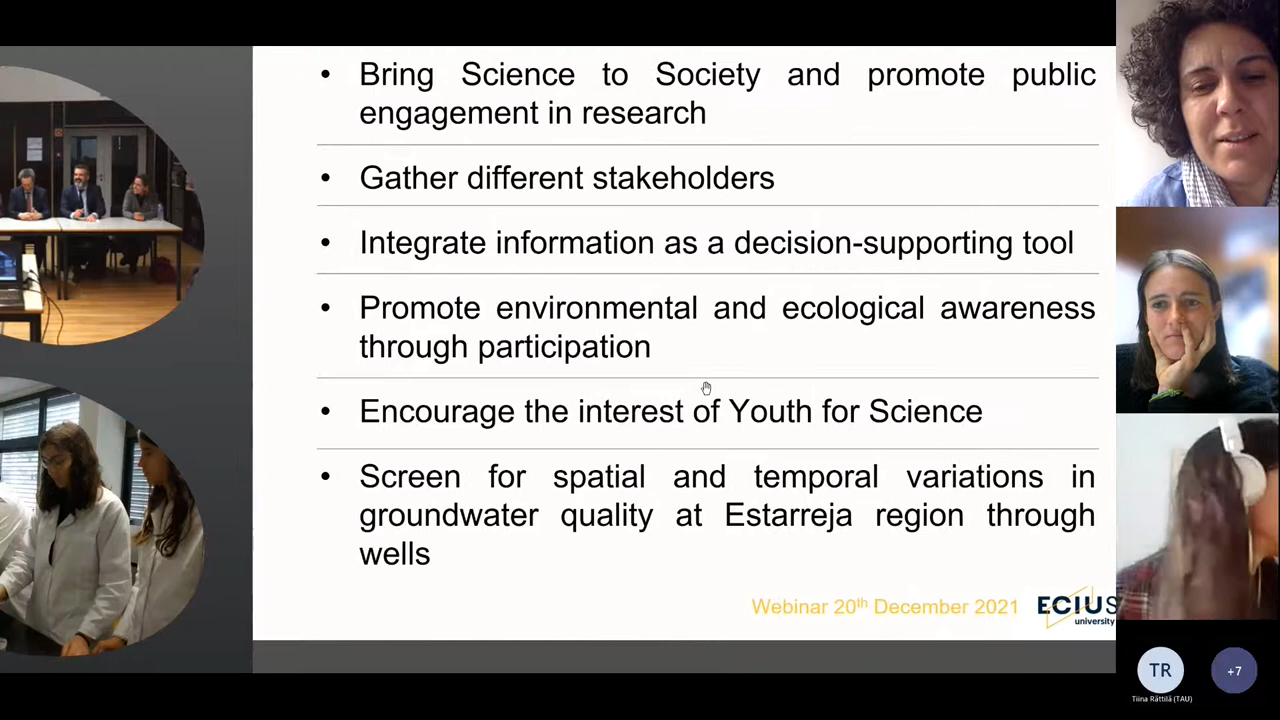 • Bring Science to Society and promote public
engagement in research
• Gather different stakeholders
• Integrate information as a decision-supporting tool
• Promote environmental and ecological awareness
through participation
• Encourage the interest of Youth for Science
• Screen for spatial and temporal variations in
groundwater quality at Estarreja region through
wells
Webinar 20th December 2021
ECIUS
university
TR
+7
Tiina Rättilä (TAU)